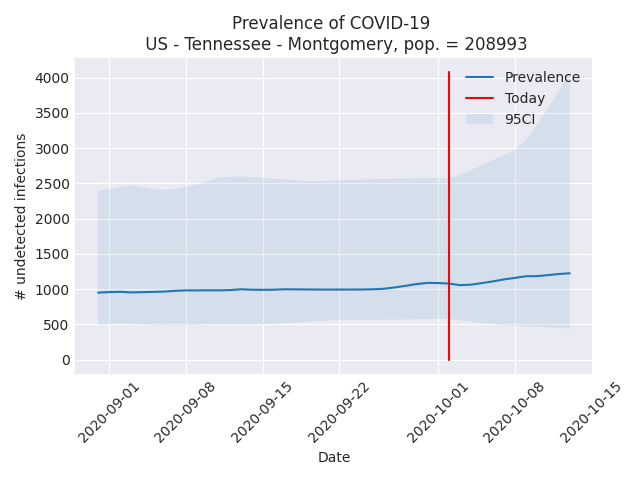 Prevalence of COVID-19
US - Tennessee - Montgomery, pop. = 208993
4000
3500
3000
2500
2000
1500
1000
500
0
# undetected infections
Prevalence
Today
95CI
2020-09-01
2020-09-08
2020-09-15
2020-09-22
2020-10-01
2020-10-08
2020-10-15
Date